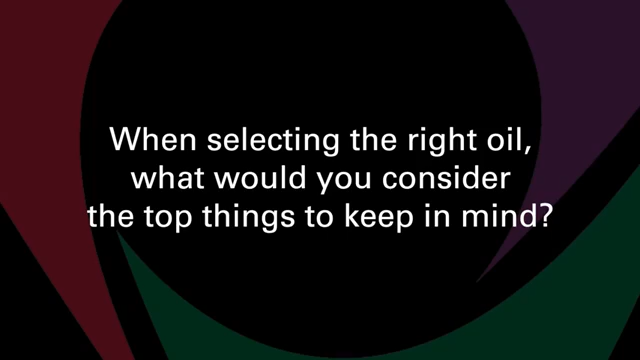 When selecting the right oil,
what would you consider
the top things to keep in mind?